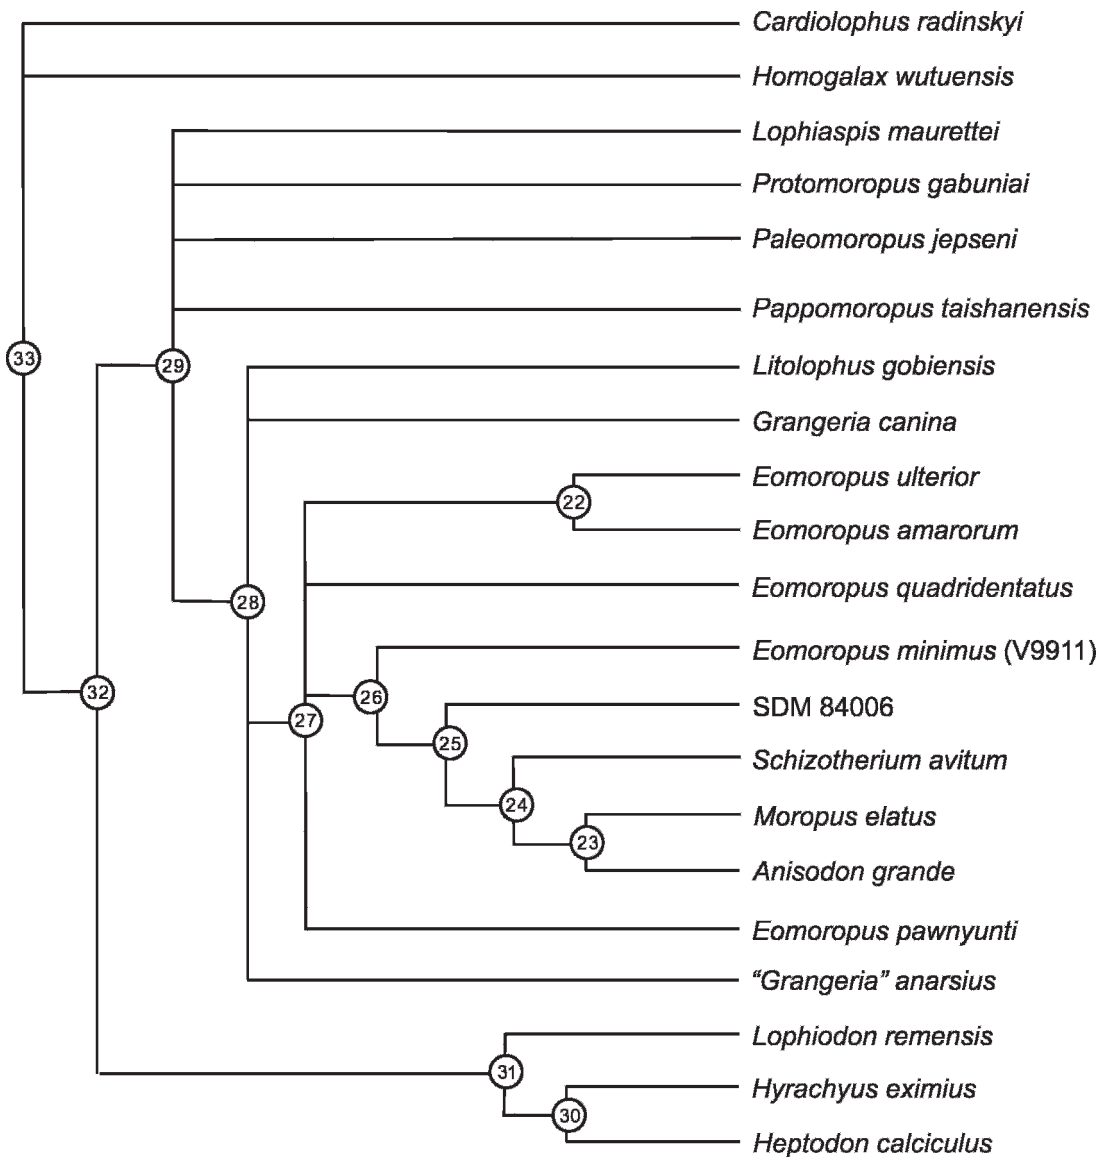 Cardiolophus radinskyi
Homogalax wutuensis
Lophiaspis maurettei
Protomoropus gabuniai
Paleomoropus jepseni
Pappomoropus taishanensis
33
29
Litolophus gobiensis
Grangeria canina
Eomoropus ulterior
22
Eomoropus amarorum
Eomoropus quadridentatus
28
Eomoropus minimus (V9911)
32
26
SDM 84006
27
25
Schizotherium avitum
24
Moropus elatus
23
Anisodon grande
Eomoropus pawnyunti
“Grangeria” anarsius
Lophiodon remensis
31
Hyrachyus eximius
30
Heptodon calciculus